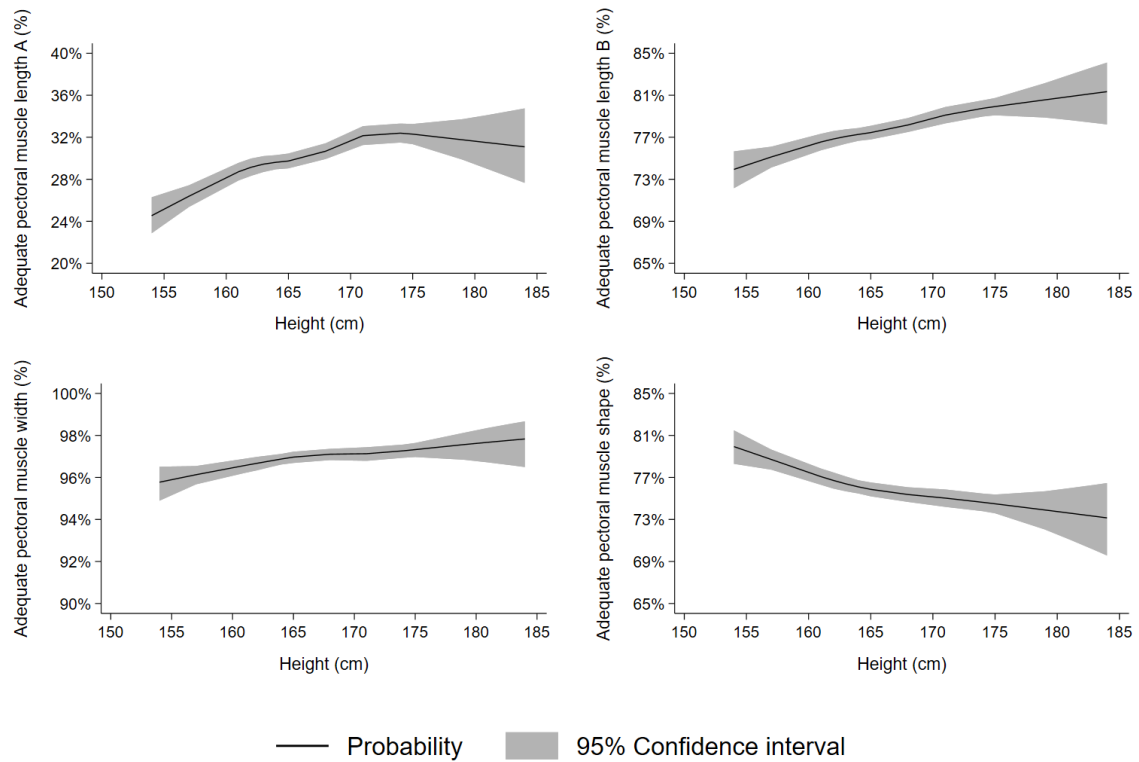 Adequate pectoral muscle length A (%)
40%
36%
32%
28%
24%
20%
150 155 160 165 170 175 180 185
Height (cm)
Adequate pectoral muscle length B (%)
85%
81%
77%
73%
69%
65%
150 155 160 165 170 175 180 185
Height (cm)
Adequate pectoral muscle width (%)
100%
98%
96%
94%
92%
90%
150 155 160 165 170 175 180 185
Height (cm)
Adequate pectoral muscle shape (%)
85%
81%
77%
73%
69%
65%
150 155 160 165 170 175 180 185
Height (cm)
Probability 95% Confidence interval